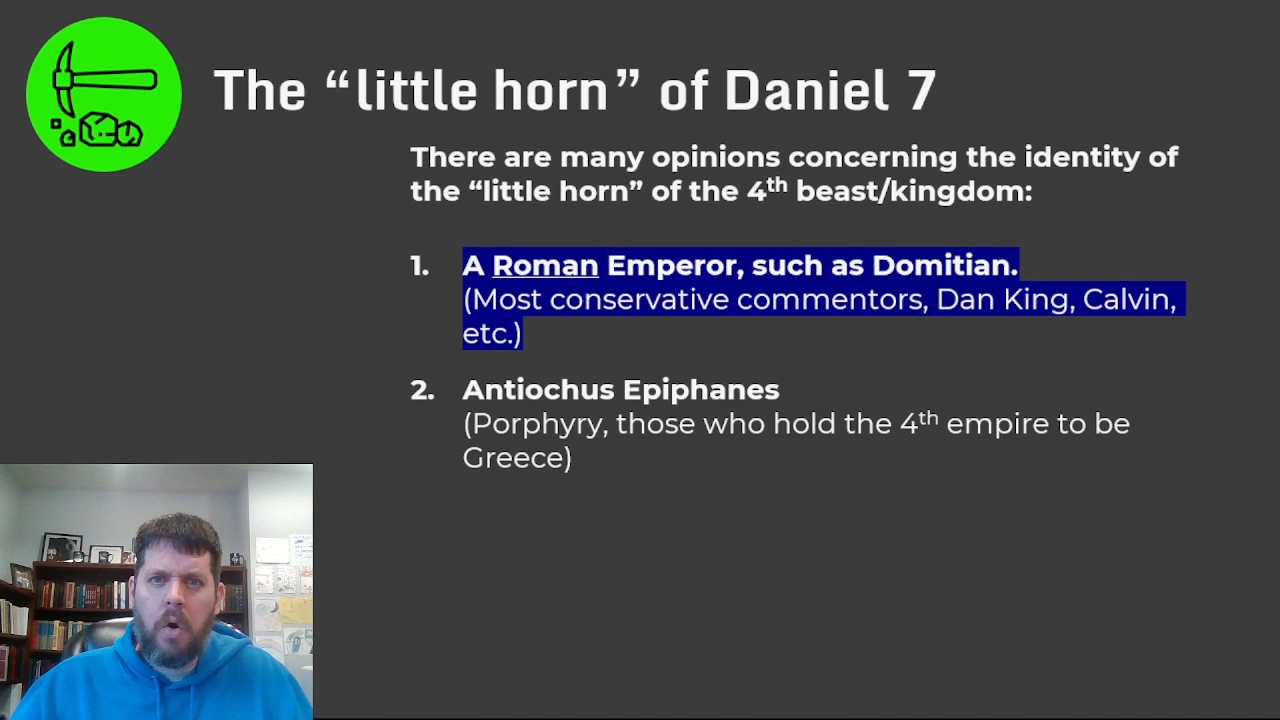 The “little horn” of Daniel 7
There are many opinions concerning the identity of
the “little horn” of the 4th beast/kingdom:
1. A Roman Emperor, such as Domitian.
(Most conservative commentors, Dan King, Calvin,
etc.)
2. Antiochus Epiphanes
(Porphyry, those who hold the 4th empire to be
Greece)